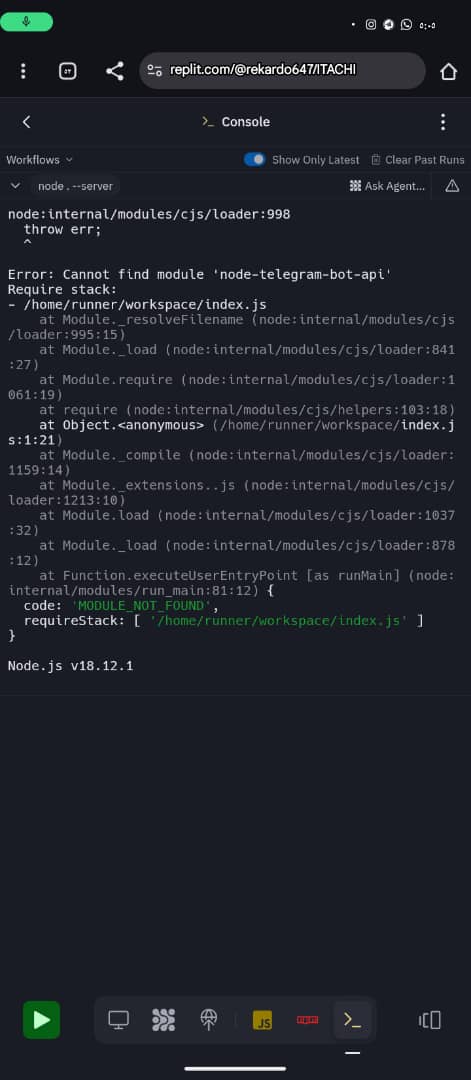 ٥:٠٥
replit.com/@rekardo647/ITACHI
Console
Workflows
Show Only Latest
Clear Past Runs
node . --server
Ask Agent...
node:internal/modules/cjs/loader:998
throw err;
^
Error: Cannot find module 'node-telegram-bot-api'
Require stack:
- /home/runner/workspace/index.js
at Module._resolveFilename (node:internal/modules/cjs
/loader:995:15)
at Module._load (node:internal/modules/cjs/loader:841
:27)
at Module.require (node:internal/modules/cjs/loader:1
061:19)
at require (node:internal/modules/cjs/helpers:103:18)
at Object.<anonymous> (/home/runner/workspace/index.j
s:1:21)
at Module._compile (node:internal/modules/cjs/loader:
1159:14)
at Module._extensions..js (node:internal/modules/cjs/
loader:1213:10)
at Module.load (node:internal/modules/cjs/loader:1037
:32)
at Module._load (node:internal/modules/cjs/loader:878
:12)
at Function.executeUserEntryPoint [as runMain] (node:
internal/modules/run_main:81:12) {
code: 'MODULE_NOT_FOUND',
requireStack: [ '/home/runner/workspace/index.js' ]
}
Node.js v18.12.1
JS
npm